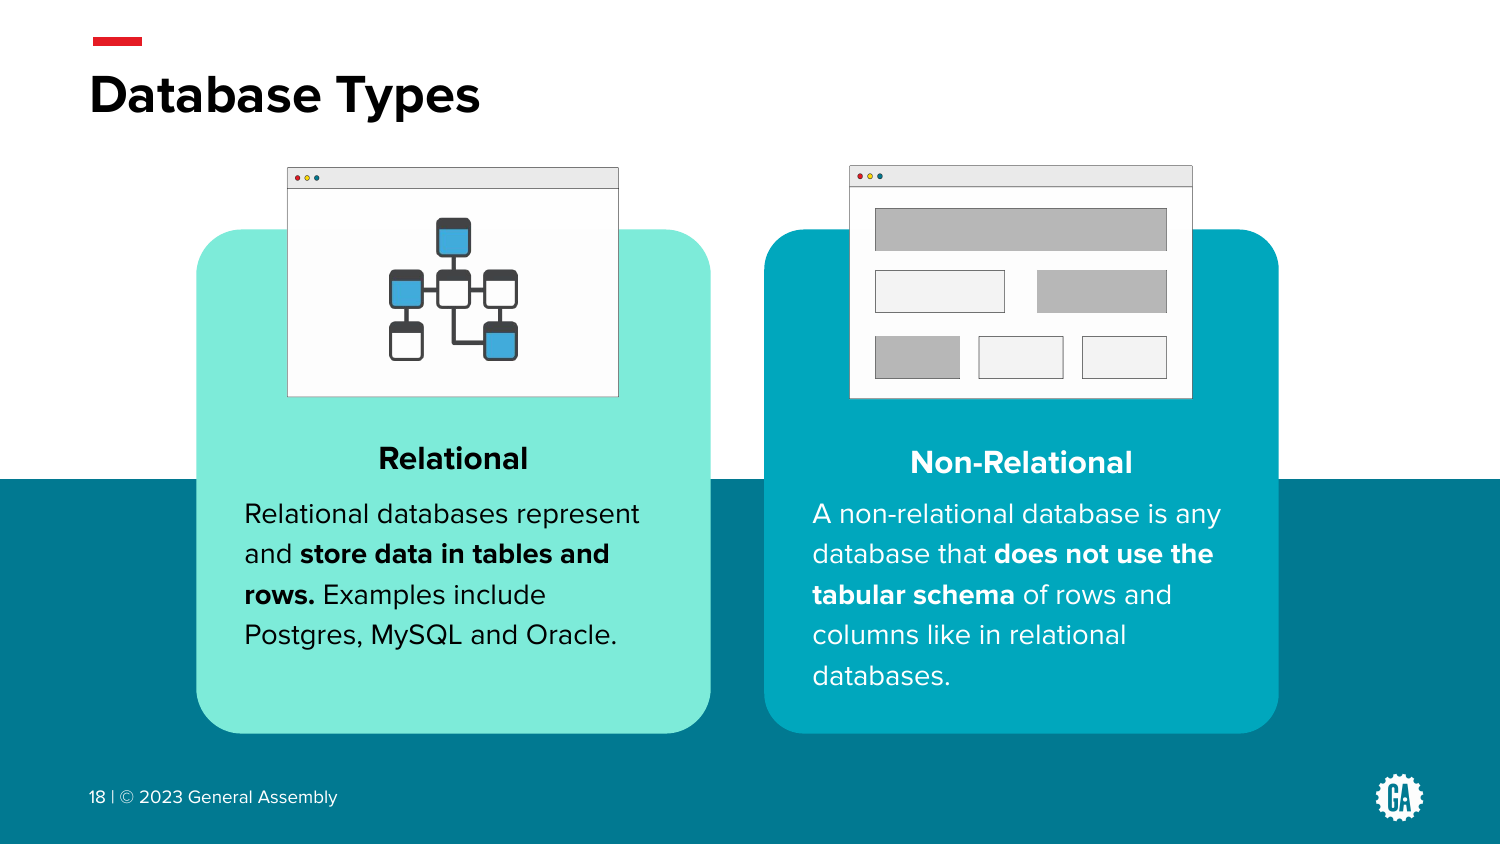 Database Types
Relational
Relational databases represent
and store data in tables and
rows. Examples include
Postgres, MySQL and Oracle.
Non-Relational
A non-relational database is any
database that does not use the
tabular schema of rows and
columns like in relational
databases.
18 | © 2023 General Assembly
GA